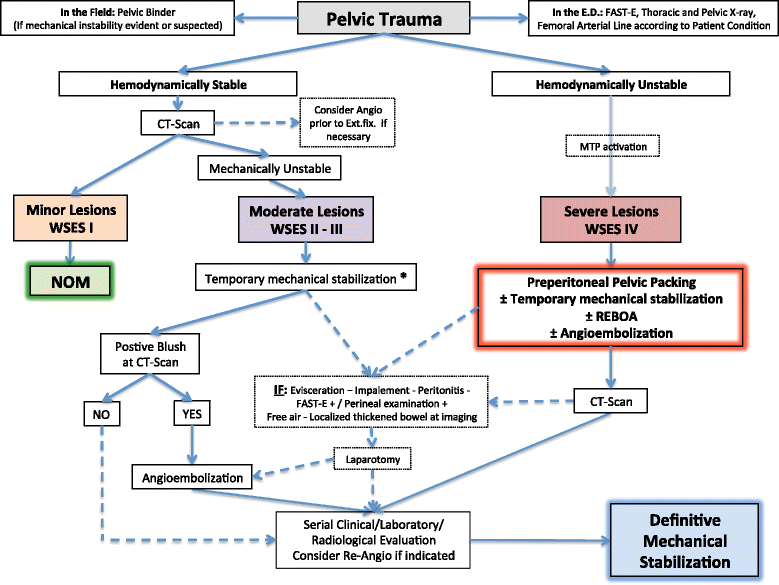 In the Field: Pelvic Binder
(If mechanical instability evident or suspected)
Pelvic Trauma
In the E.D.: FAST-E, Thoracic and Pelvic X-ray,
Femoral Arterial Line according to Patient Condition
Hemodynamically Stable
Hemodynamically Unstable
CT-Scan
Consider Angio
prior to Ext.fix. If
necessary
MTP activation
Mechanically Unstable
Minor Lesions
WSES I
Moderate Lesions
WSES II - III
Severe Lesions
WSES IV
NOM
Temporary mechanical stabilization *
Preperitoneal Pelvic Packing
± Temporary mechanical stabilization
± REBOA
± Angioembolization
Postive Blush
at CT-Scan
IF: Evisceration – Impalement - Peritonitis -
FAST-E + / Perineal examination +
Free air - Localized thickened bowel at imaging
NO
YES
CT-Scan
Laparotomy
Angioembolization
Serial Clinical/Laboratory/
Radiological Evaluation
Consider Re-Angio if indicated
Definitive
Mechanical
Stabilization